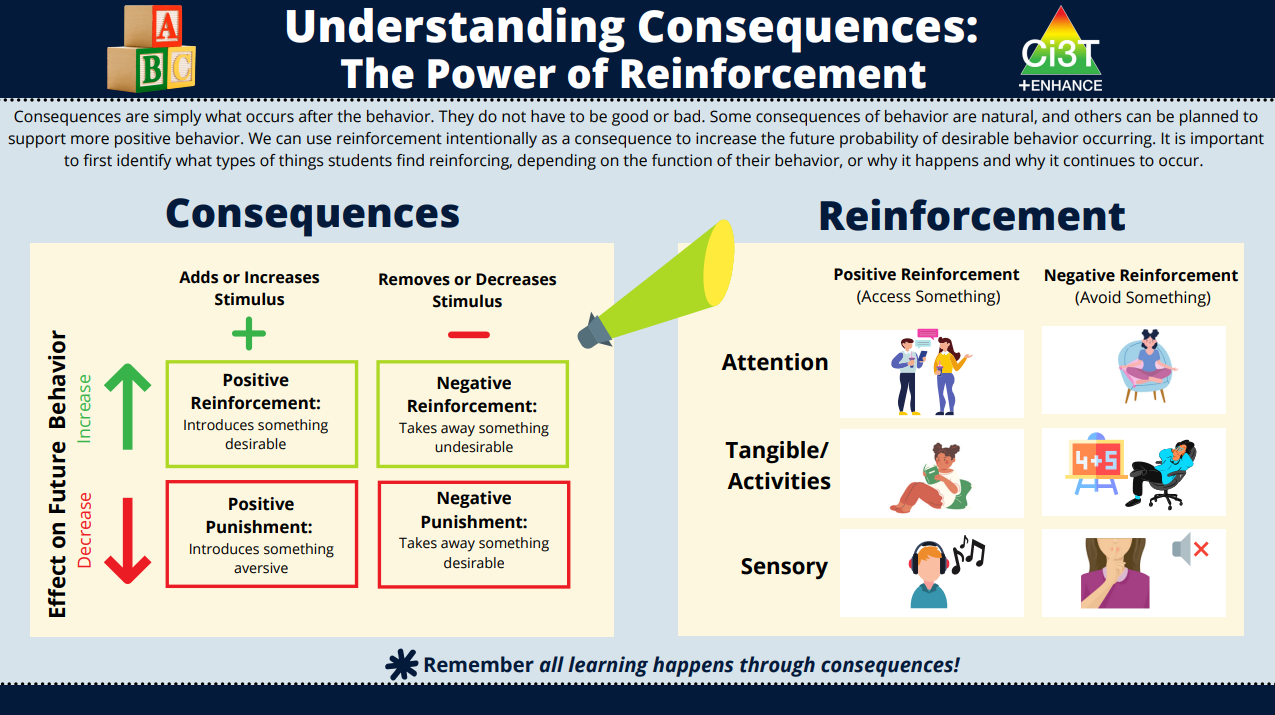 A
B
C
Understanding Consequences:
The Power of Reinforcement
Ci3T
+ENHANCE
Consequences are simply what occurs after the behavior. They do not have to be good or bad. Some consequences of behavior are natural, and others can be planned to
support more positive behavior. We can use reinforcement intentionally as a consequence to increase the future probability of desirable behavior occurring. It is important
to first identify what types of things students find reinforcing, depending on the function of their behavior, or why it happens and why it continues to occur.
Consequences
Effect on Future Behavior
Increase
Decrease
Adds or Increases
Stimulus
Removes or Decreases
Stimulus
Positive
Reinforcement:
Introduces something
desirable
Negative
Reinforcement:
Takes away something
undesirable
Positive
Punishment:
Introduces something
aversive
Negative
Punishment:
Takes away something
desirable
Reinforcement
Positive Reinforcement
(Access Something)
Negative Reinforcement
(Avoid Something)
Attention
Tangible/
Activities
4+5
Sensory
Remember all learning happens through consequences!